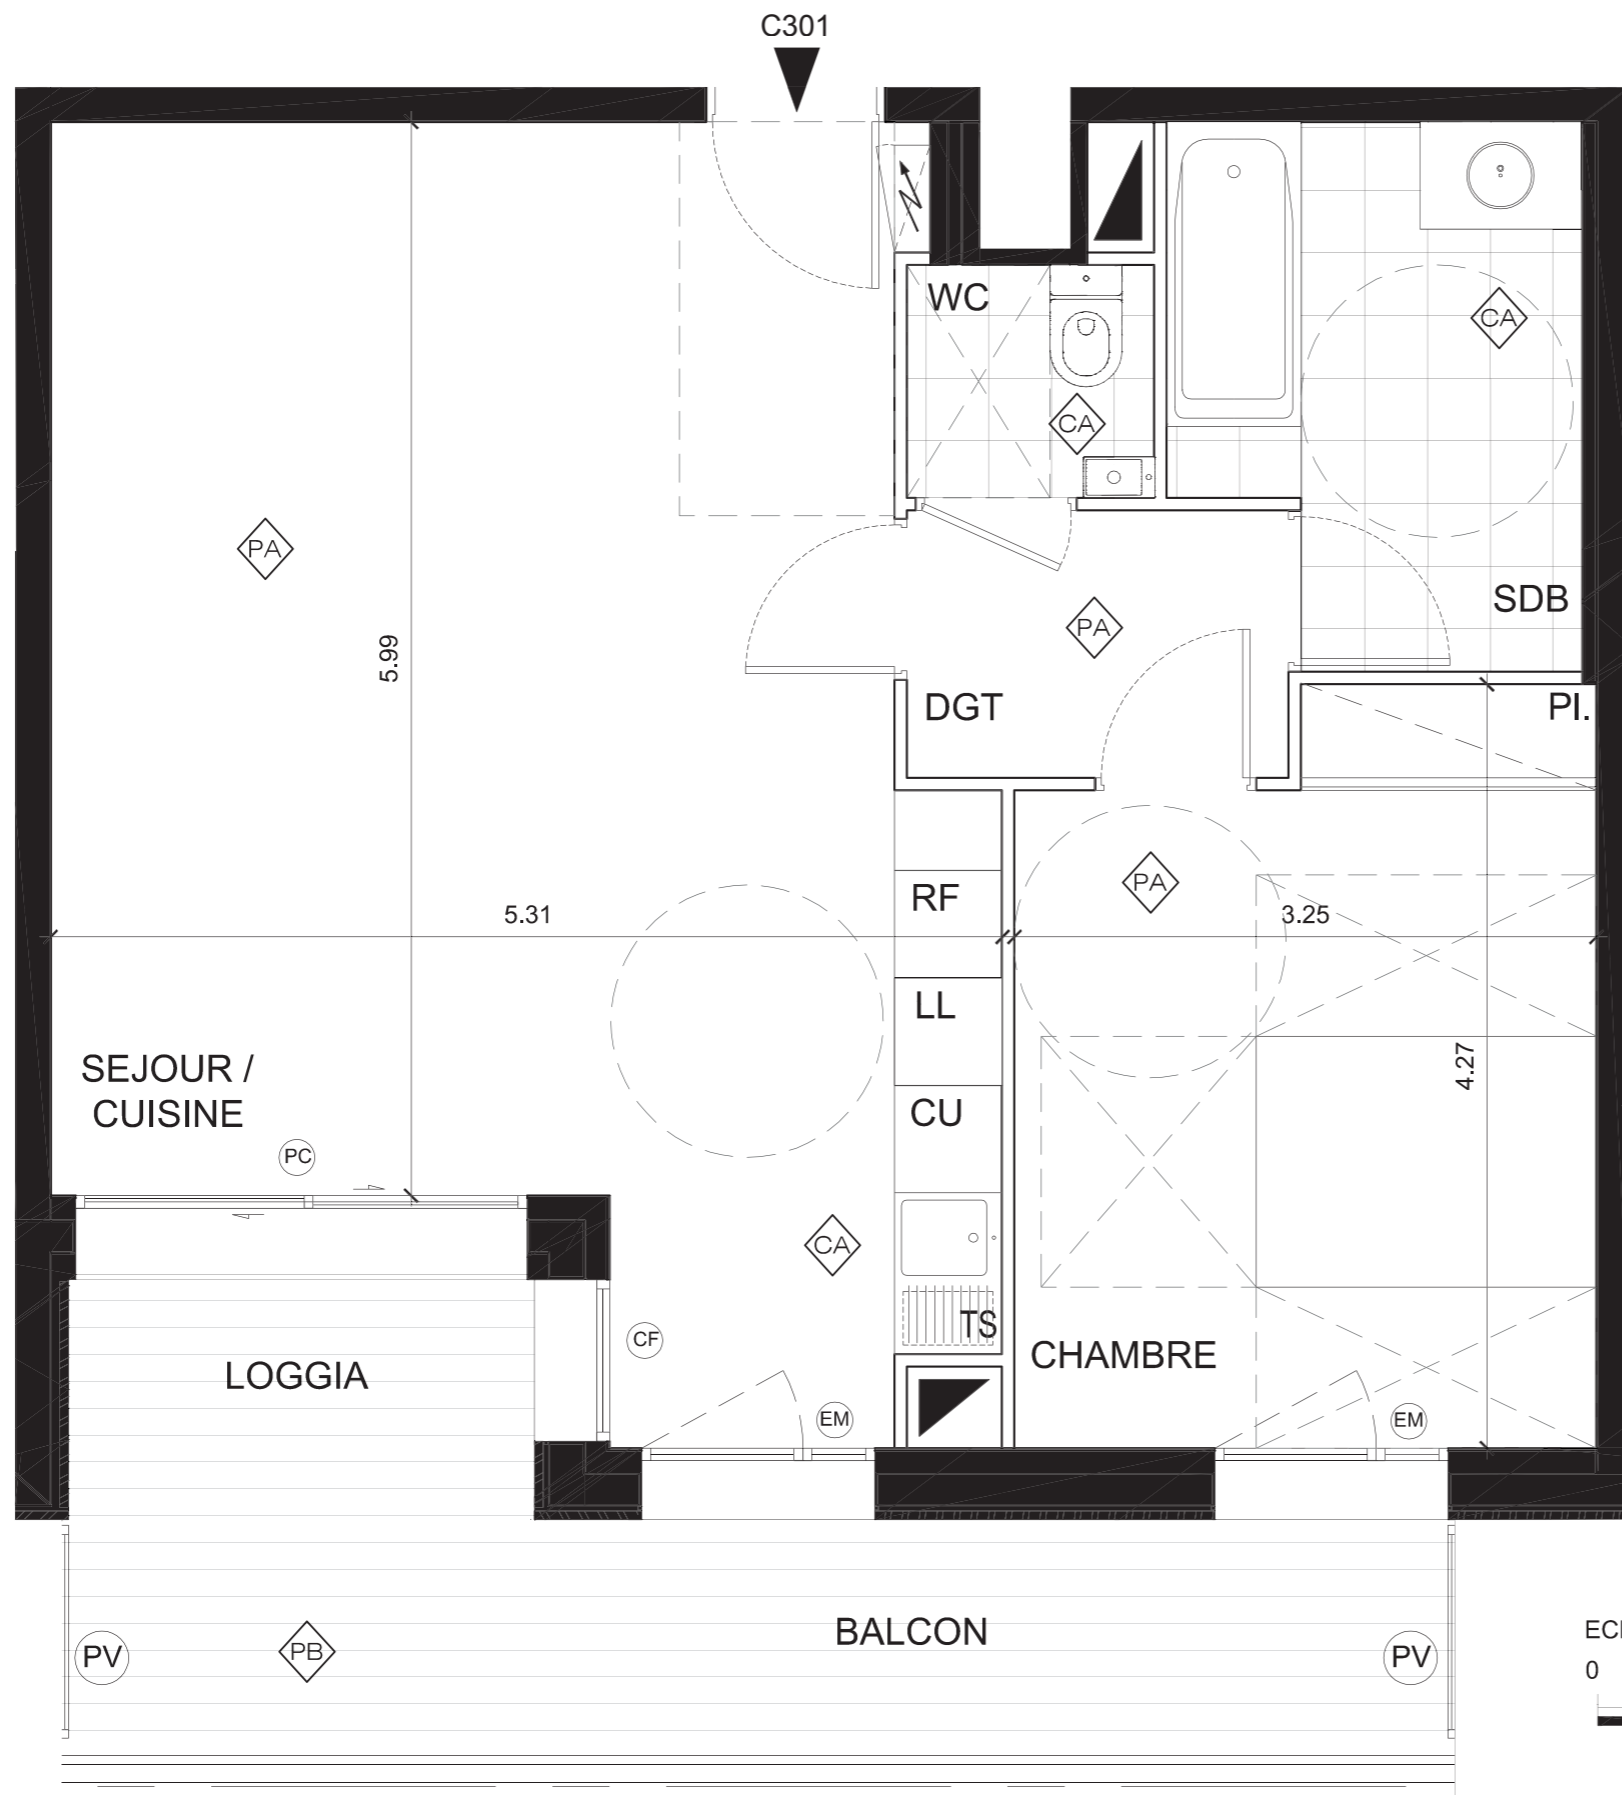 C301
WC
CA
CA
PA
5.99
SDB
PA
DGT
PI.
PA
RF
5.31
3.25
LL
SEJOUR /
CUISINE
4.27
CU
PC
CA
TS
CF
CHAMBRE
LOGGIA
EM
EM
BALCON
PV
PB
PV
0